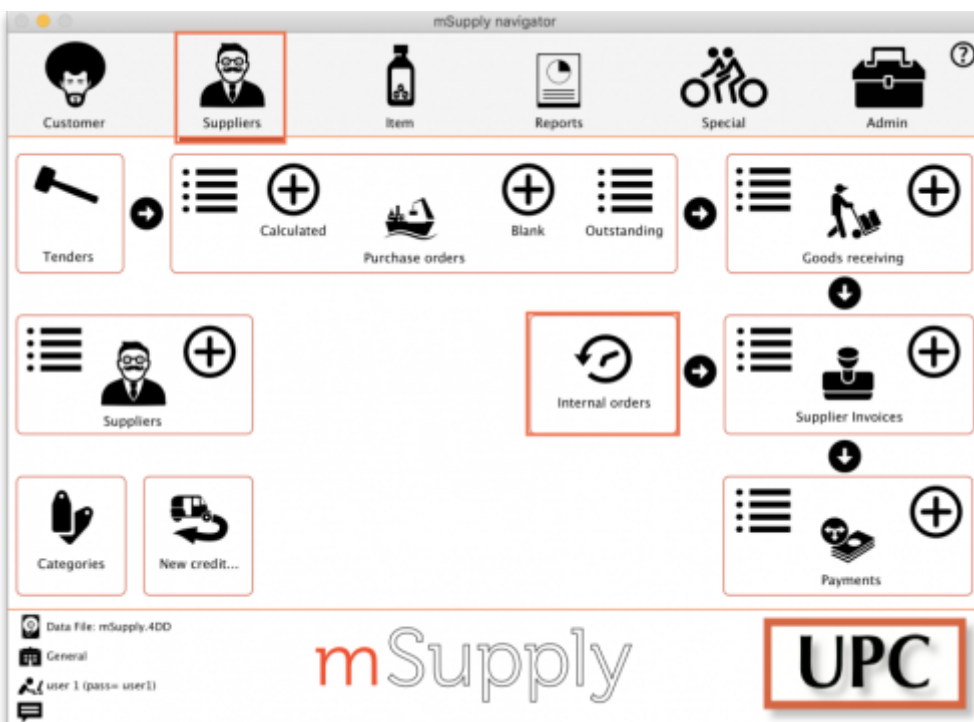 mSupply navigator
?
Customer
Suppliers
Item
Reports
Special
Admin
Tenders
Calculated
Purchase orders
Blank
Outstanding
Goods receiving
Suppliers
Internal orders
Supplier Invoices
Categories
New credit...
Payments
Data File: mSupply.4DD
General
user 1 (pass= user1)
mSupply
UPC